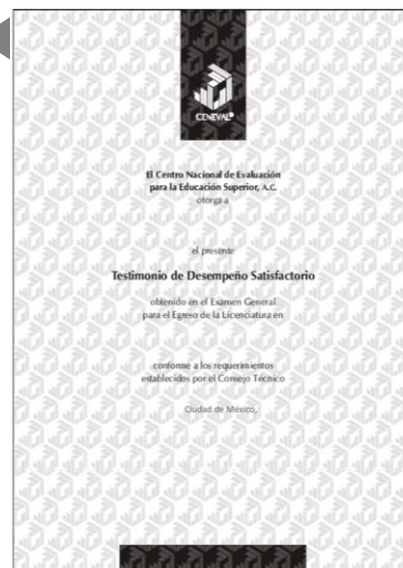 CENEVAL®
El Centro Nacional de Evaluación
para la Educación Superior, A.C.
otorga a
el presente
Testimonio de Desempeño Satisfactorio
obtenido en el Examen General
para el Egreso de la Licenciatura en
conforme a los requerimientos
establecidos por el Consejo Técnico
Ciudad de México,